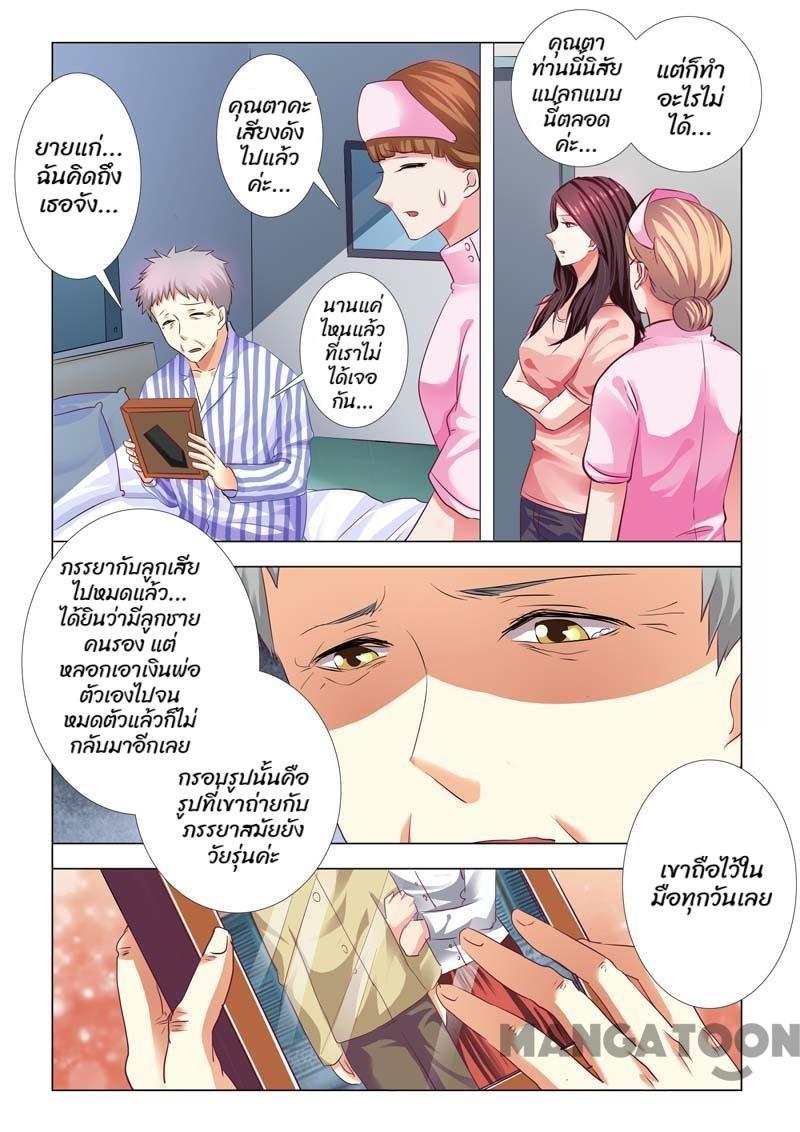 ยายแก่...
ฉันคิดถึง
เธอจัง...
คุณตาคะ
เสียงดัง
ไปแล้ว
ค่ะ...
นานแค่
ไหนแล้ว
ที่เราไม่
ได้เจอ
กัน...
คุณตา
ท่านนี้นิสัย
แปลกแบบ
นี้ตลอด
ค่ะ...
แต่ก็ทำ
อะไรไม่
ได้...
ภรรยากับลูกเสีย
ไปหมดแล้ว...
ได้ยินว่ามีลูกชาย
คนรอง แต่
หลอกเอาเงินพ่อ
ตัวเองไปจน
หมดตัวแล้วก็ไม่
กลับมาอีกเลย
กรอบรูปนั้นคือ
รูปที่เขาถ่ายกับ
ภรรยาสมัยยัง
วัยรุ่นค่ะ
เขาถือไว้ใน
มือทุกวันเลย
MANGATOON